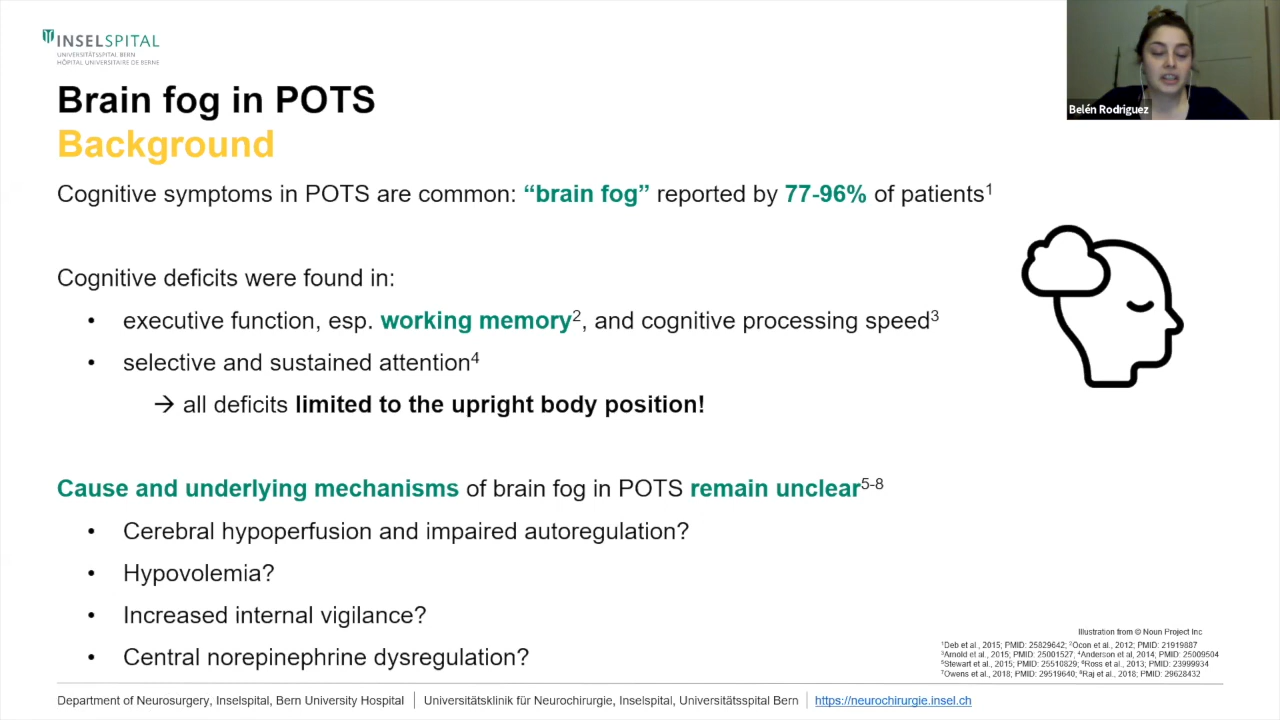 INSELSPITAL
UNIVERSITÄTSSPITAL BERN
HÔPITAL UNIVERSITAIRE DE BERNE
Belén Rodriguez
Brain fog in POTS
Background
Cognitive symptoms in POTS are common: “brain fog” reported by 77-96% of patients¹
Cognitive deficits were found in:
• executive function, esp. working memory², and cognitive processing speed³
• selective and sustained attention⁴
→ all deficits limited to the upright body position!
Cause and underlying mechanisms of brain fog in POTS remain unclear⁵⁻⁸
• Cerebral hypoperfusion and impaired autoregulation?
• Hypovolemia?
• Increased internal vigilance?
• Central norepinephrine dysregulation?
Illustration from © Noun Project Inc
¹Deb et al., 2015; PMID: 25829642; ²Ocon et al., 2012; PMID: 21919887
³Arnold et al., 2015; PMID: 25001527, ⁴Anderson et al, 2014; PMID: 25009504
⁵Stewart et al., 2015; PMID: 25510829; ⁶Ross et al., 2013; PMID: 23999934
⁷Owens et al., 2018; PMID: 29519640; ⁸Raj et al., 2018; PMID: 29628432
Department of Neurosurgery, Inselspital, Bern University Hospital | Universitätsklinik für Neurochirurgie, Inselspital, Universitätsspital Bern | https://neurochirurgie.insel.ch